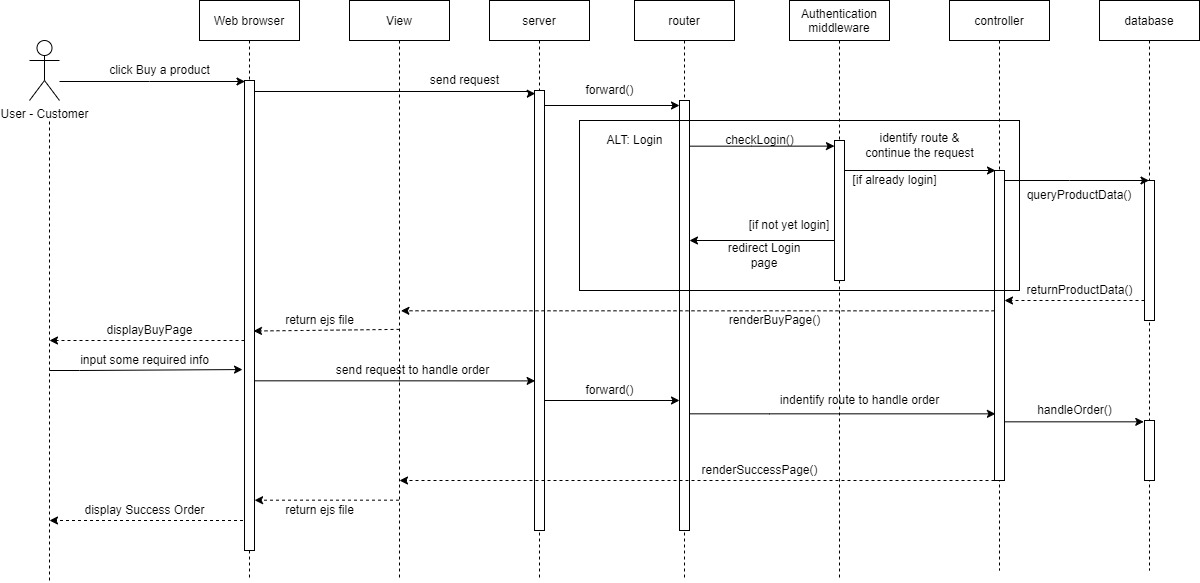 Web browser
View
server
router
Authentication
middleware
controller
database
click Buy a product
send request
forward()
User - Customer
ALT: Login
checkLogin()
identify route &
continue the request
[if already login]
queryProductData()
[if not yet login]
redirect Login
page
returnProductData()
renderBuyPage()
return ejs file
displayBuyPage
input some required info
send request to handle order
forward()
indentify route to handle order
handleOrder()
renderSuccessPage()
return ejs file
display Success Order